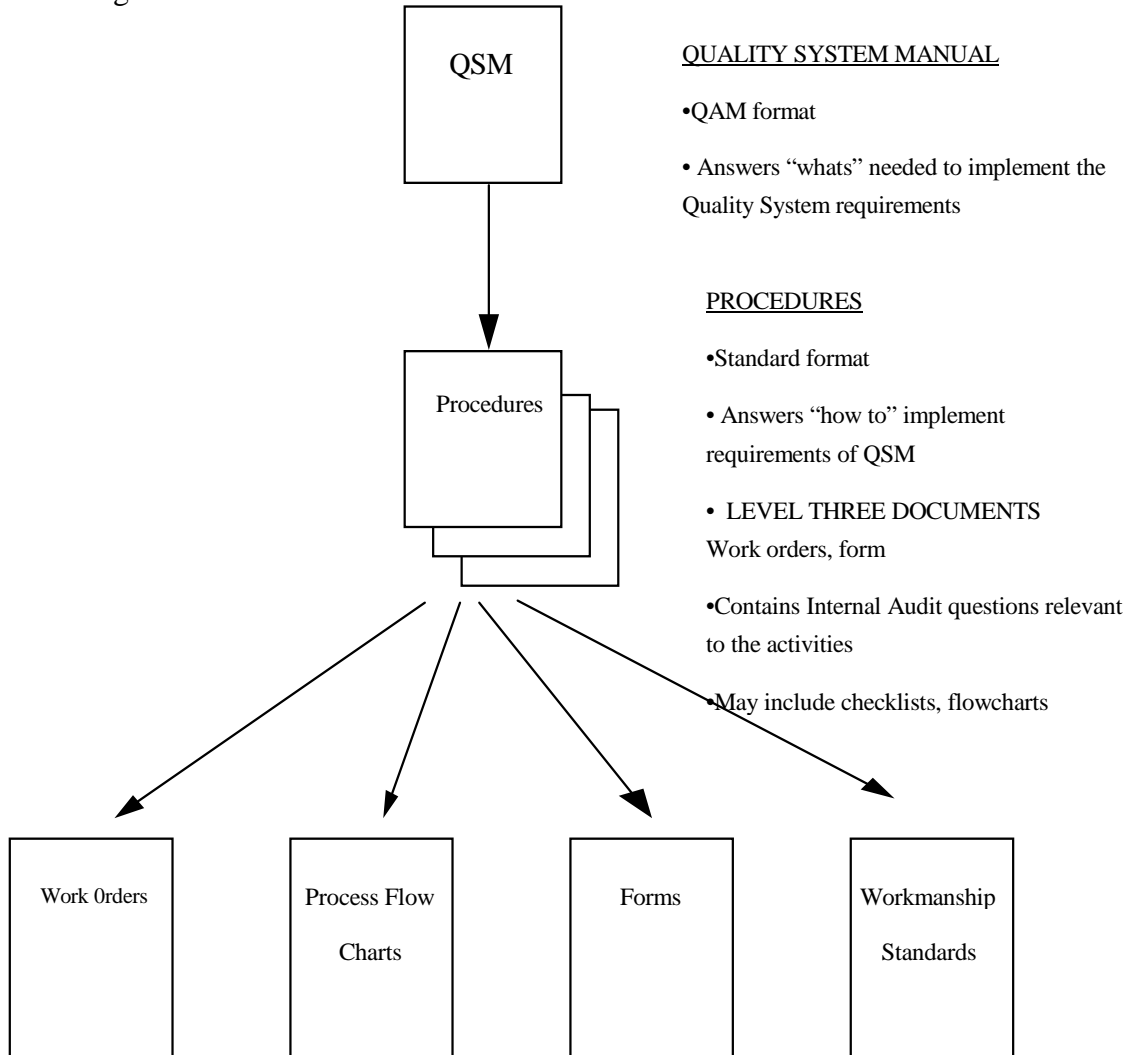 QSM
QUALITY SYSTEM MANUAL
•QAM format
• Answers “whats” needed to implement the
Quality System requirements
PROCEDURES
•Standard format
• Answers “how to” implement
requirements of QSM
• LEVEL THREE DOCUMENTS
Work orders, form
•Contains Internal Audit questions relevant
to the activities
•May include checklists, flowcharts
Procedures
Work 0rders
Process Flow
Charts
Forms
Workmanship
Standards